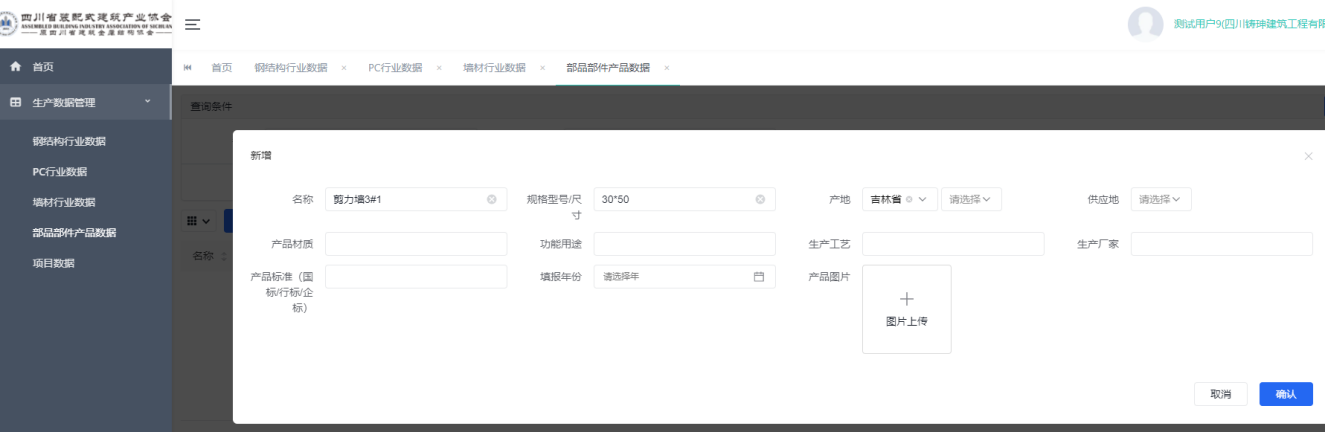 四川省装配式建筑产业协会
ASSEMBLED BUILDING INDUSTRY ASSOCIATION OF SICHUAN
原四川省建筑金属结构协会
测试用户9(四川铸珅建筑工程有限
首页
生产数据管理
钢结构行业数据
PC行业数据
墙材行业数据
部品部件产品数据
项目数据
首页 钢结构行业数据 × PC行业数据 × 墙材行业数据 × 部品部件产品数据 ×
查询条件
名称
新增
名称 剪力墙3#1 规格型号/尺寸 30*50 产地 吉林省 请选择 供应地 请选择
产品材质 功能用途 生产工艺 生产厂家
产品标准（国标/行标/企标） 填报年份 请选择年 产品图片
图片上传
取消 确认